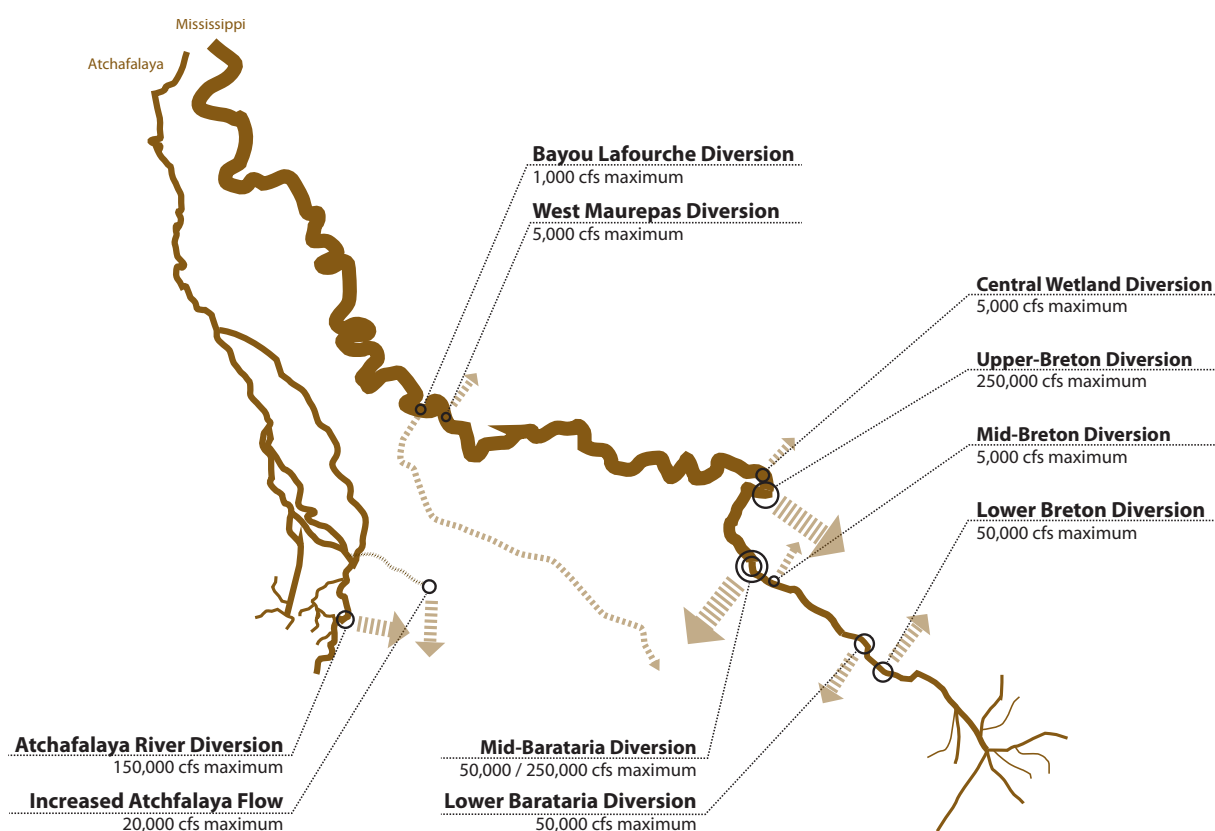 Mississippi
Atchafalaya
Bayou Lafourche Diversion
1,000 cfs maximum
West Maurepas Diversion
5,000 cfs maximum
Central Wetland Diversion
5,000 cfs maximum
Upper-Breton Diversion
250,000 cfs maximum
Mid-Breton Diversion
5,000 cfs maximum
Lower Breton Diversion
50,000 cfs maximum
Atchafalaya River Diversion
150,000 cfs maximum
Increased Atchfalaya Flow
20,000 cfs maximum
Mid-Barataria Diversion
50,000 / 250,000 cfs maximum
Lower Barataria Diversion
50,000 cfs maximum